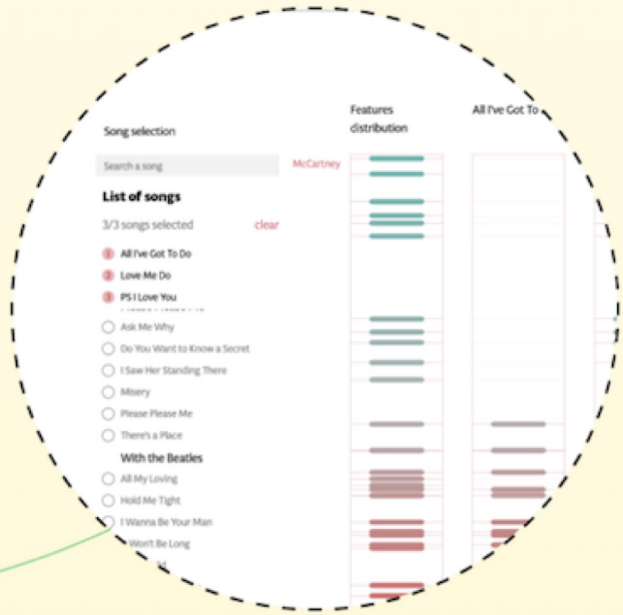 Features
distribution
All I've Got To
Song selection
Search a song
McCartney
List of songs
3/3 songs selected
clear
1 All I've Got To Do
2 Love Me Do
3 PS I Love You
Ask Me Why
Do You Want to Know a Secret
I Saw Her Standing There
Misery
Please Please Me
There's a Place
With the Beatles
All My Loving
Hold Me Tight
I Wanna Be Your Man
Won't Be Long